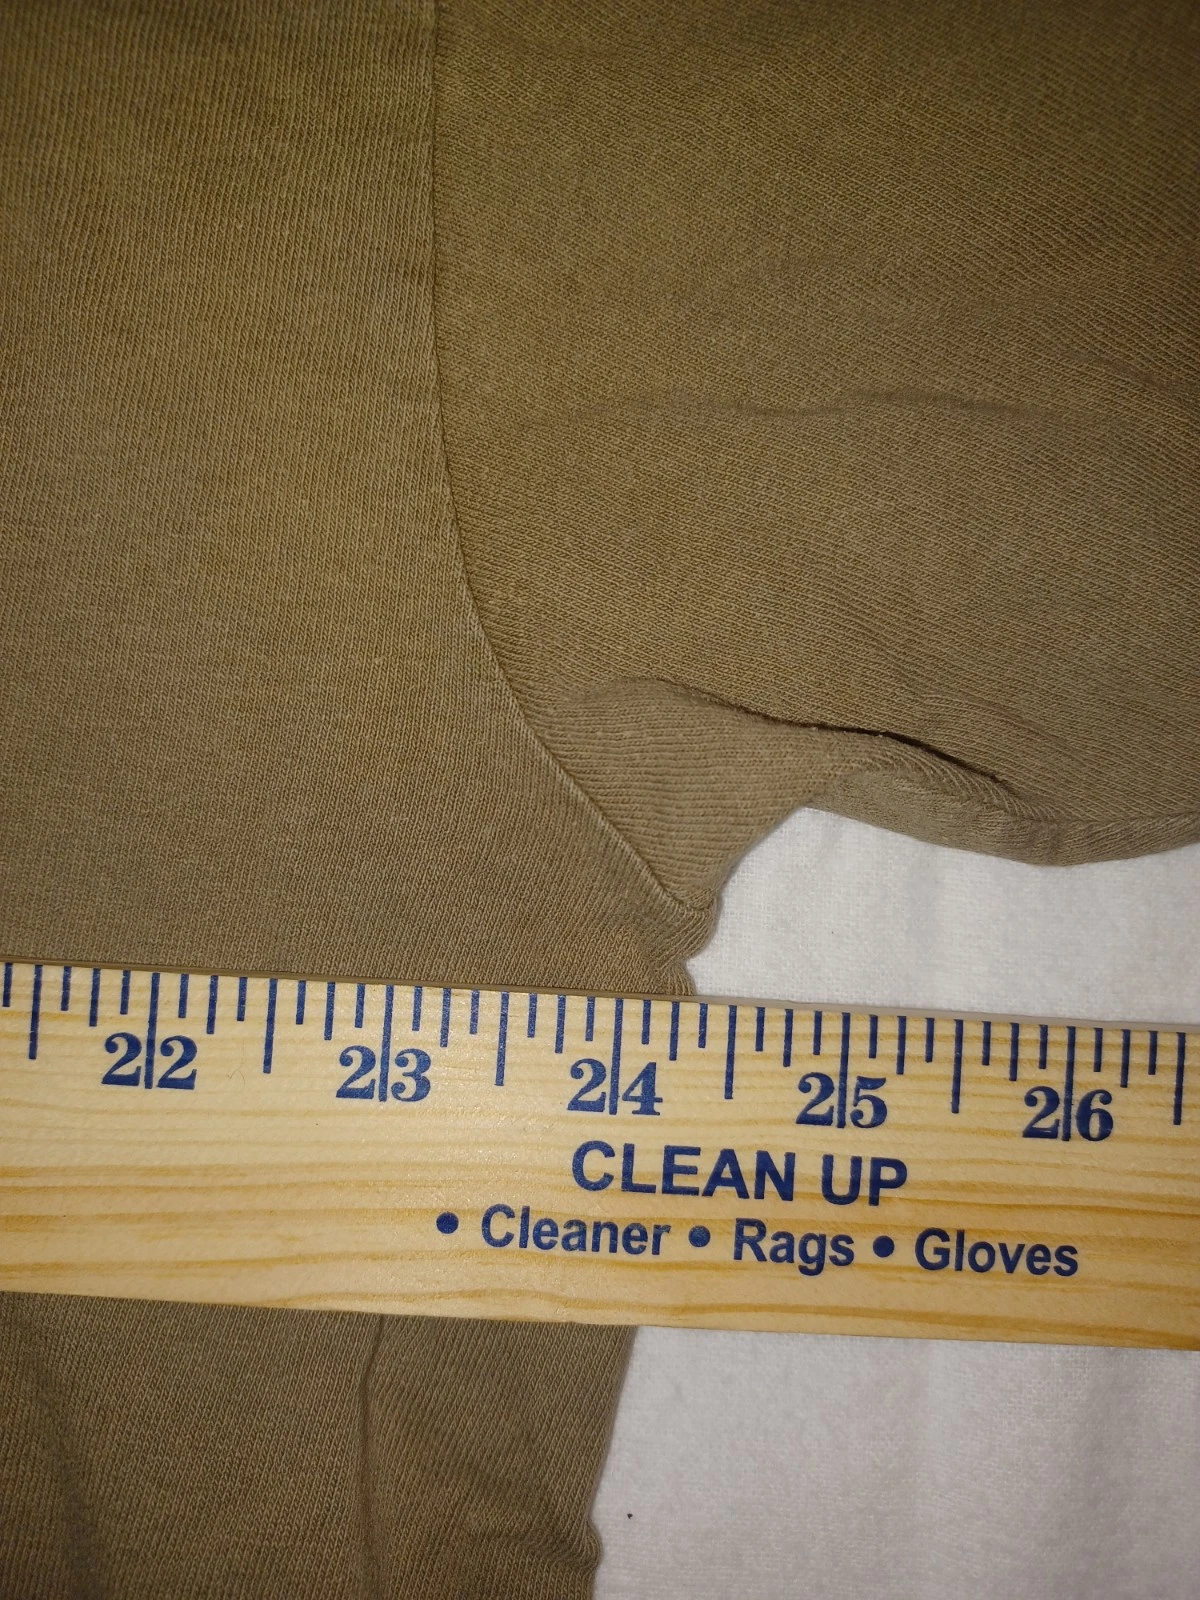 22 23 24 25 26
CLEAN UP
• Cleaner • Rags • Gloves